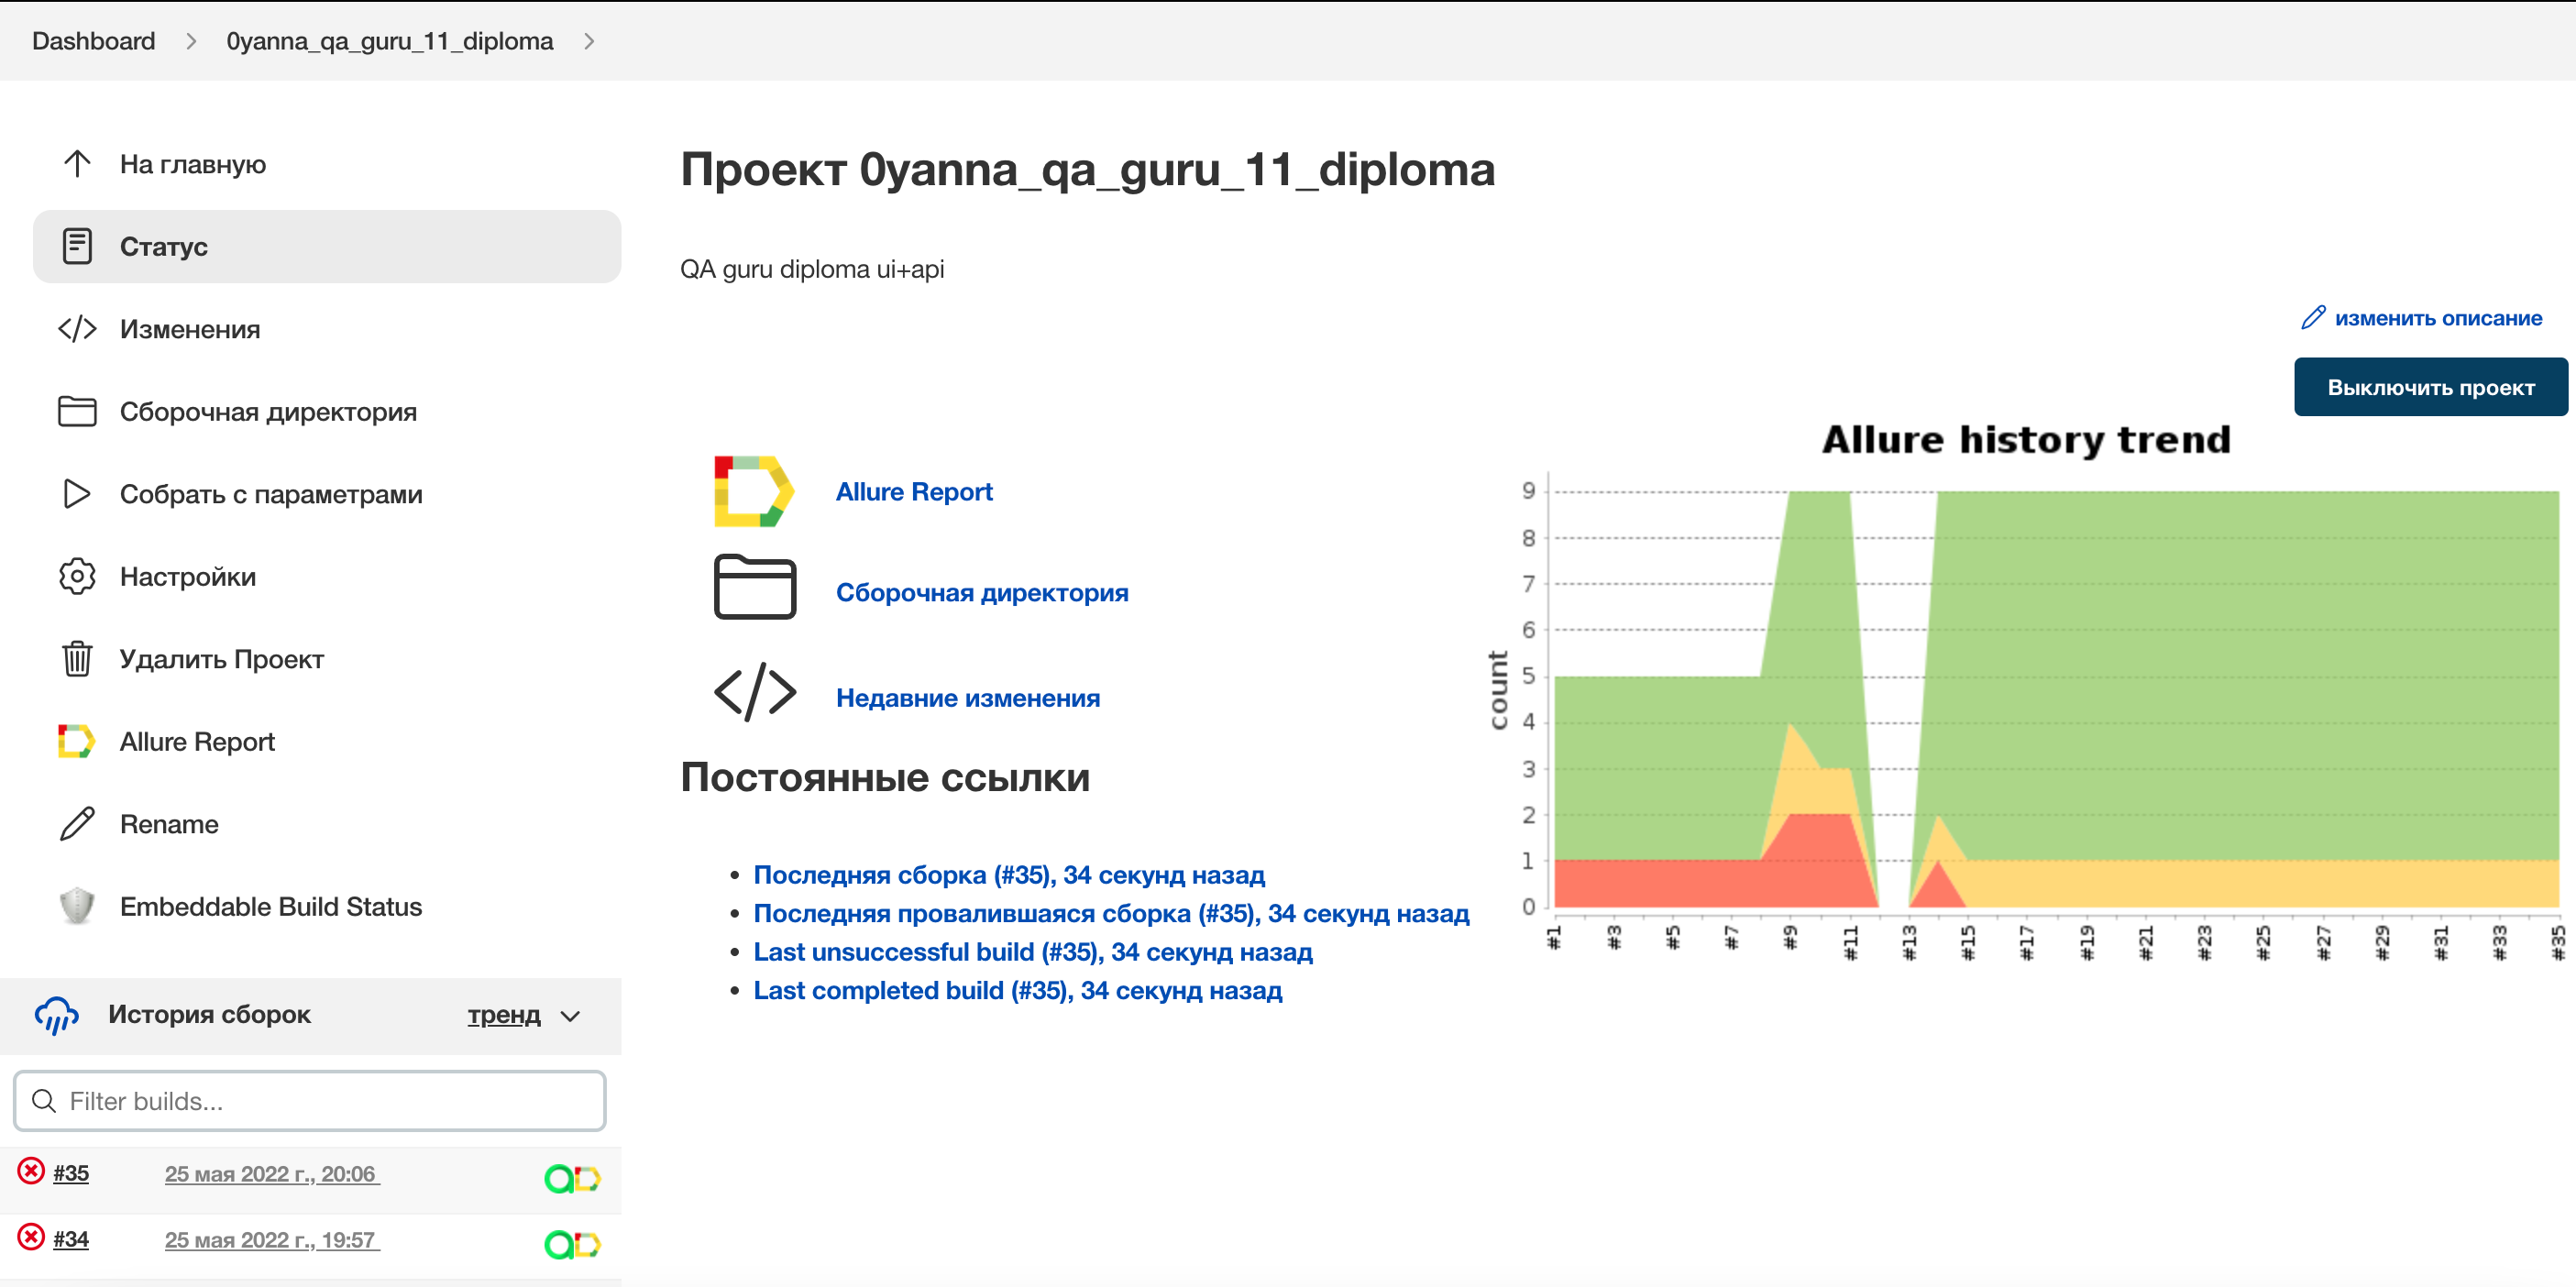 Dashboard > 0yanna_qa_guru_11_diploma >
На главную
Статус
Изменения
Сборочная директория
Собрать с параметрами
Настройки
Удалить Проект
Allure Report
Rename
Embeddable Build Status
История сборок тренд
Filter builds...
#35 25 мая 2022 г., 20:06
#34 25 мая 2022 г., 19:57
Проект 0yanna_qa_guru_11_diploma
QA guru diploma ui+api
изменить описание
Выключить проект
Allure Report
Сборочная директория
Недавние изменения
Постоянные ссылки
• Последняя сборка (#35), 34 секунд назад
• Последняя провалившаяся сборка (#35), 34 секунд назад
• Last unsuccessful build (#35), 34 секунд назад
• Last completed build (#35), 34 секунд назад
Allure history trend
count
9
8
7
6
5
4
3
2
1
0
#1 #3 #5 #7 #9 #11 #13 #15 #17 #19 #21 #23 #25 #27 #29 #31 #33 #35